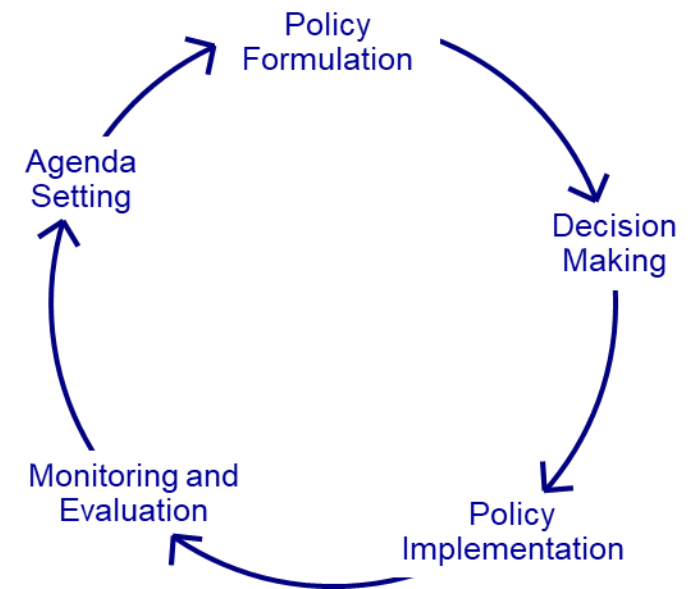 Policy
Formulation
Agenda
Setting
Decision
Making
Monitoring and
Evaluation
Policy
Implementation